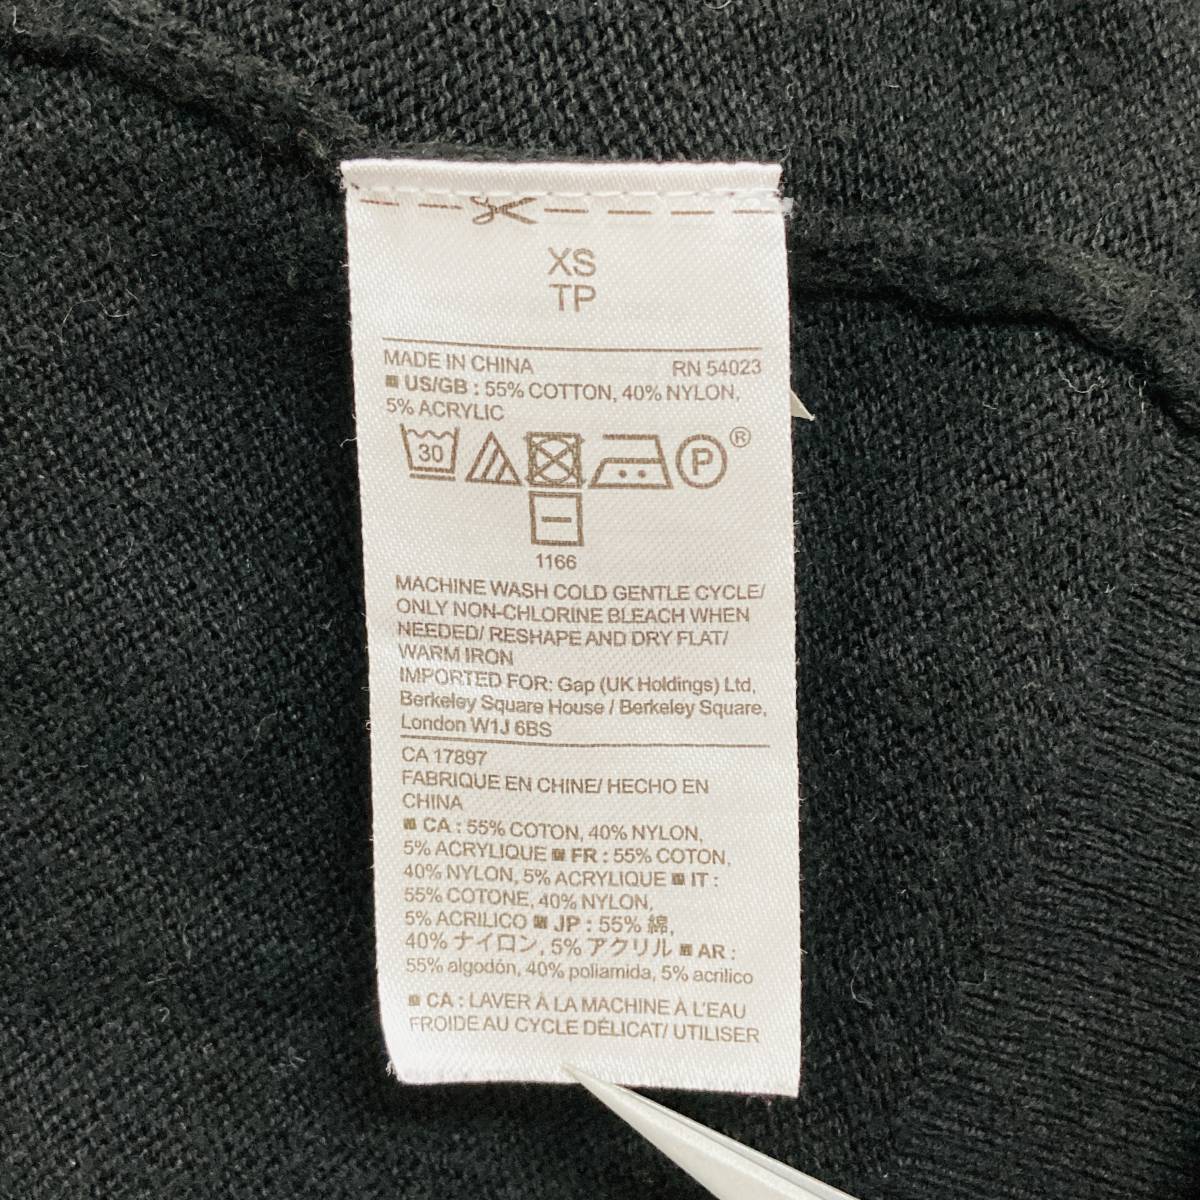 XS
TP
MADE IN CHINA RN 54023
US/GB : 55% COTTON, 40% NYLON,
5% ACRYLIC
30 P ®
1166
MACHINE WASH COLD GENTLE CYCLE/
ONLY NON-CHLORINE BLEACH WHEN
NEEDED/ RESHAPE AND DRY FLAT/
WARM IRON
IMPORTED FOR: Gap (UK Holdings) Ltd,
Berkeley Square House / Berkeley Square,
London W1J 6BS
CA 17897
FABRIQUE EN CHINE/ HECHO EN
CHINA
CA : 55% COTON, 40% NYLON,
5% ACRYLIQUE FR : 55% COTON,
40% NYLON, 5% ACRYLIQUE IT :
55% COTONE, 40% NYLON,
5% ACRILICO JP : 55% 綿,
40% ナイロン, 5% アクリル AR :
55% algodón, 40% poliamida, 5% acrilico
CA : LAVER À LA MACHINE À L'EAU
FROIDE AU CYCLE DÉLICAT/ UTILISER